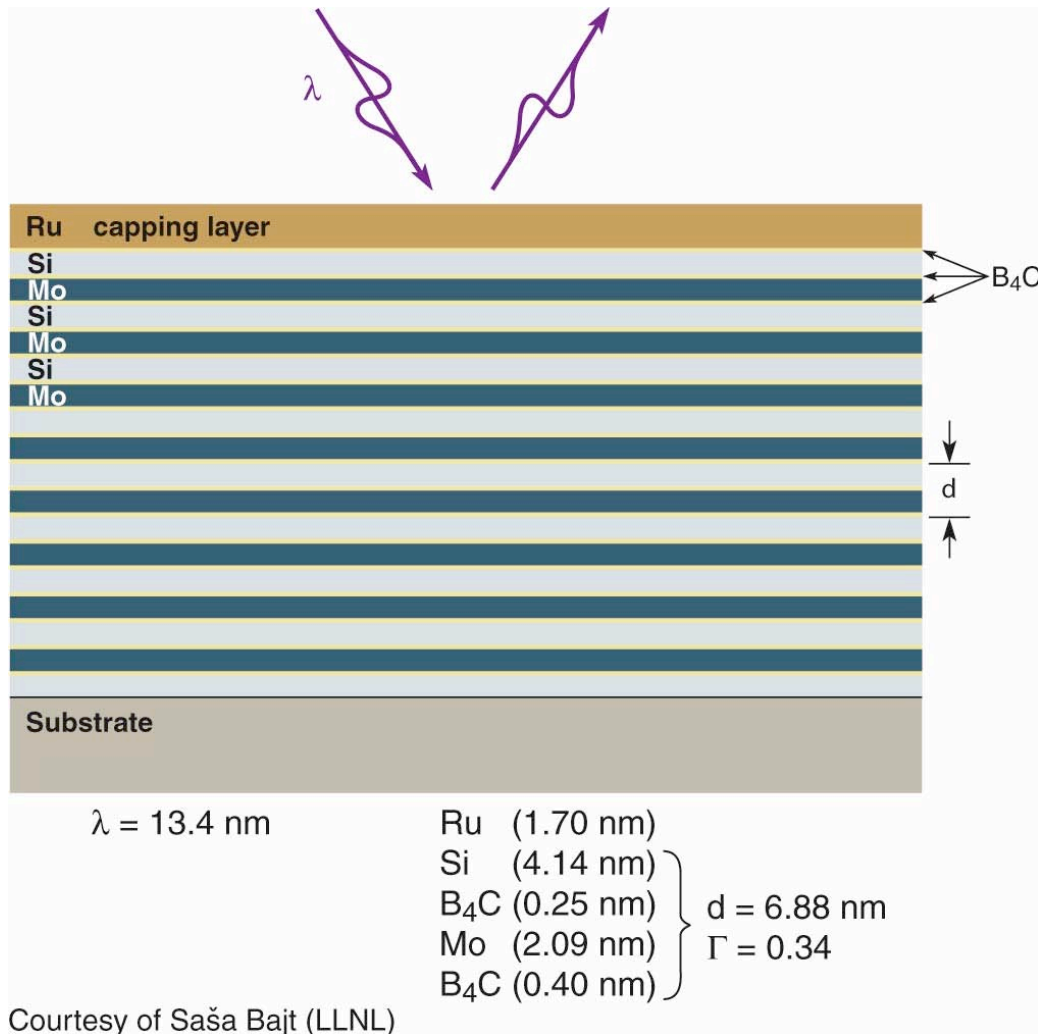 λ
Ru capping layer
Si
Mo
B₄C
Si
Mo
Si
Mo
d
Substrate
λ = 13.4 nm
Ru (1.70 nm)
Si (4.14 nm)
B₄C (0.25 nm)
Mo (2.09 nm)
B₄C (0.40 nm)
d = 6.88 nm
Γ = 0.34
Courtesy of Saša Bajt (LLNL)